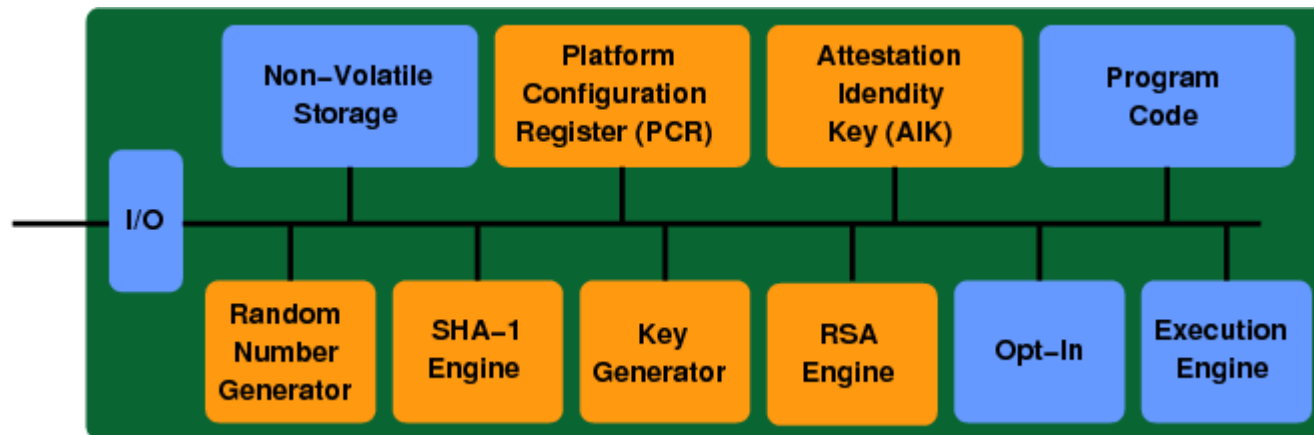 Non-Volatile
Storage
Platform
Configuration
Register (PCR)
Attestation
Idendity
Key (AIK)
Program
Code
I/O
Random
Number
Generator
SHA-1
Engine
Key
Generator
RSA
Engine
Opt-In
Execution
Engine